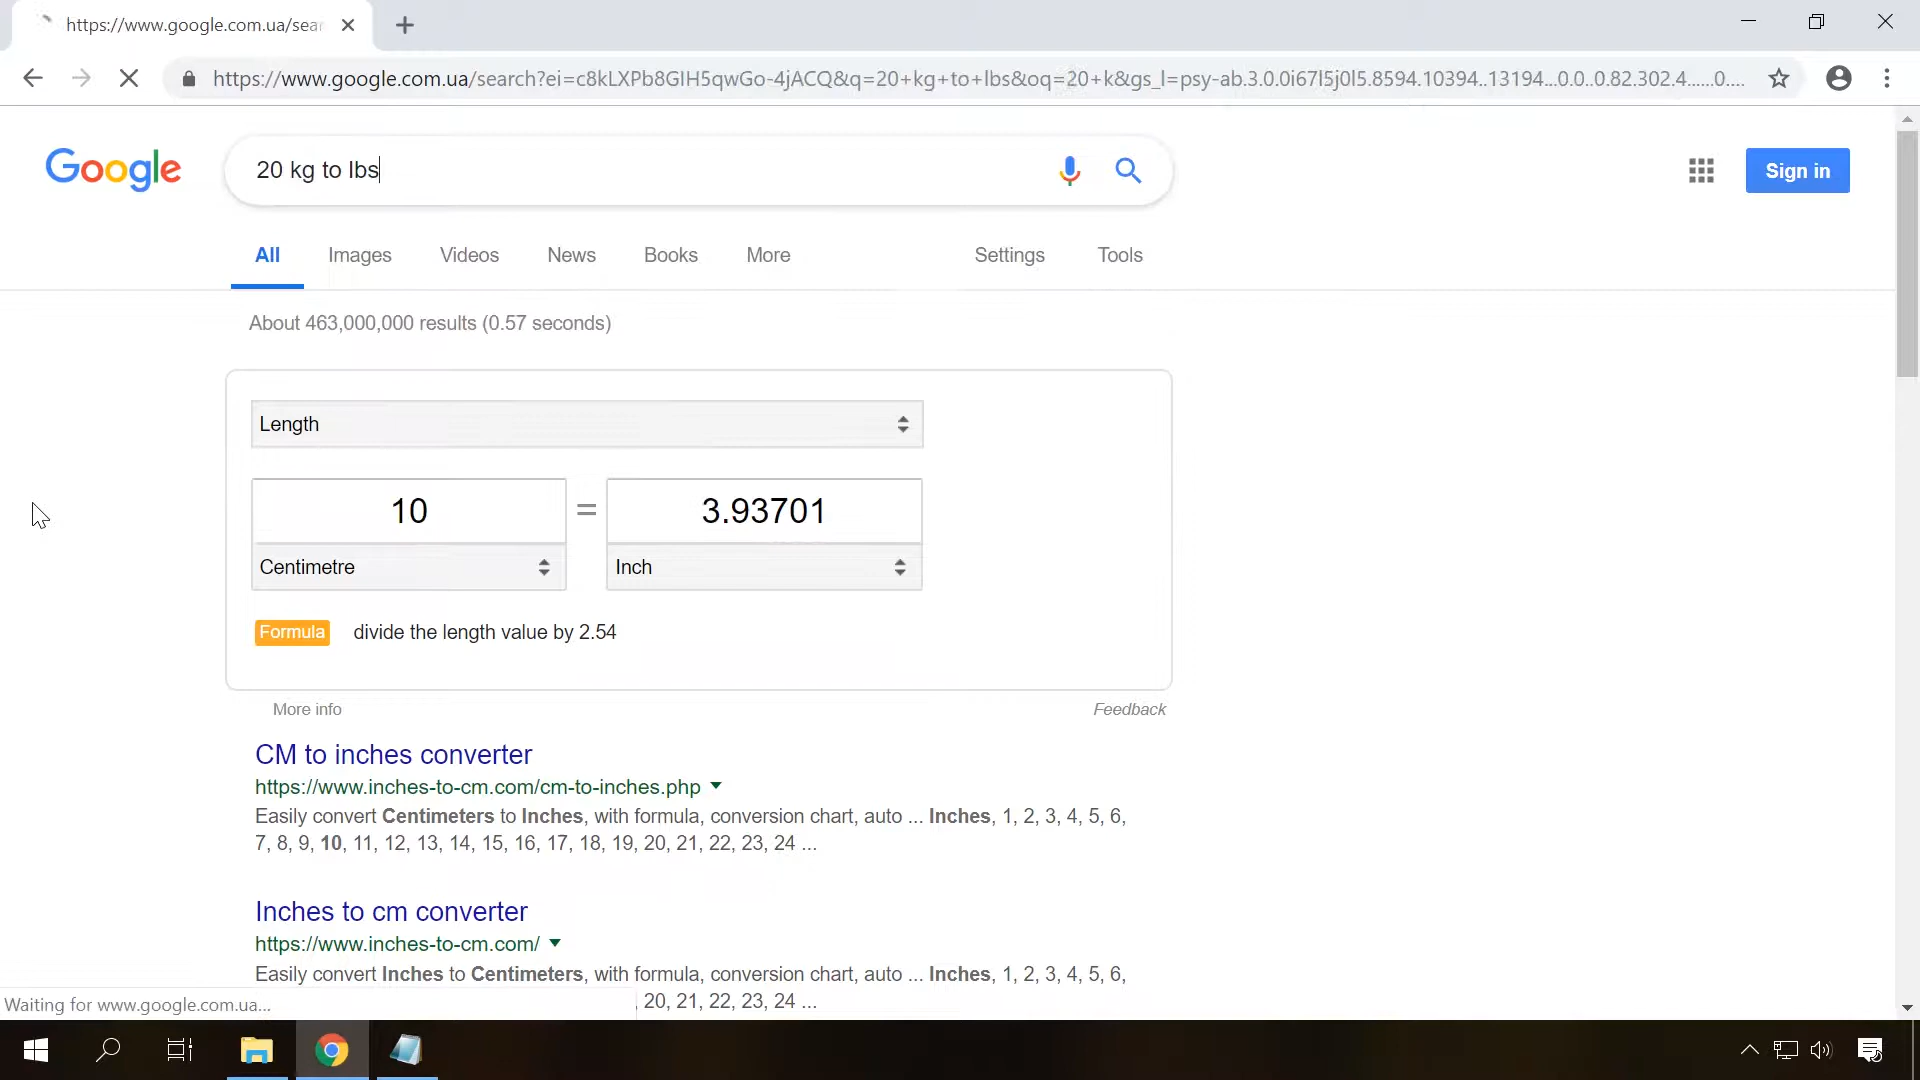 https://www.google.com.ua/sear
https://www.google.com.ua/search?ei=c8kLXPb8GIH5qwGo-4jACQ&q=20+kg+to+lbs&oq=20+k&gs_l=psy-ab.3.0.0i67l5j0l5.8594.10394..13194...0.0..0.82.302.4......0....
Google
20 kg to lbs
Sign in
All Images Videos News Books More Settings Tools
About 463,000,000 results (0.57 seconds)
Length
10 = 3.93701
Centimetre Inch
Formula divide the length value by 2.54
More info Feedback
CM to inches converter
https://www.inches-to-cm.com/cm-to-inches.php
Easily convert Centimeters to Inches, with formula, conversion chart, auto ... Inches, 1, 2, 3, 4, 5, 6,
7, 8, 9, 10, 11, 12, 13, 14, 15, 16, 17, 18, 19, 20, 21, 22, 23, 24 ...
Inches to cm converter
https://www.inches-to-cm.com/
Easily convert Inches to Centimeters, with formula, conversion chart, auto ... Inches, 1, 2, 3, 4, 5, 6,
, 20, 21, 22, 23, 24 ...
Waiting for www.google.com.ua...